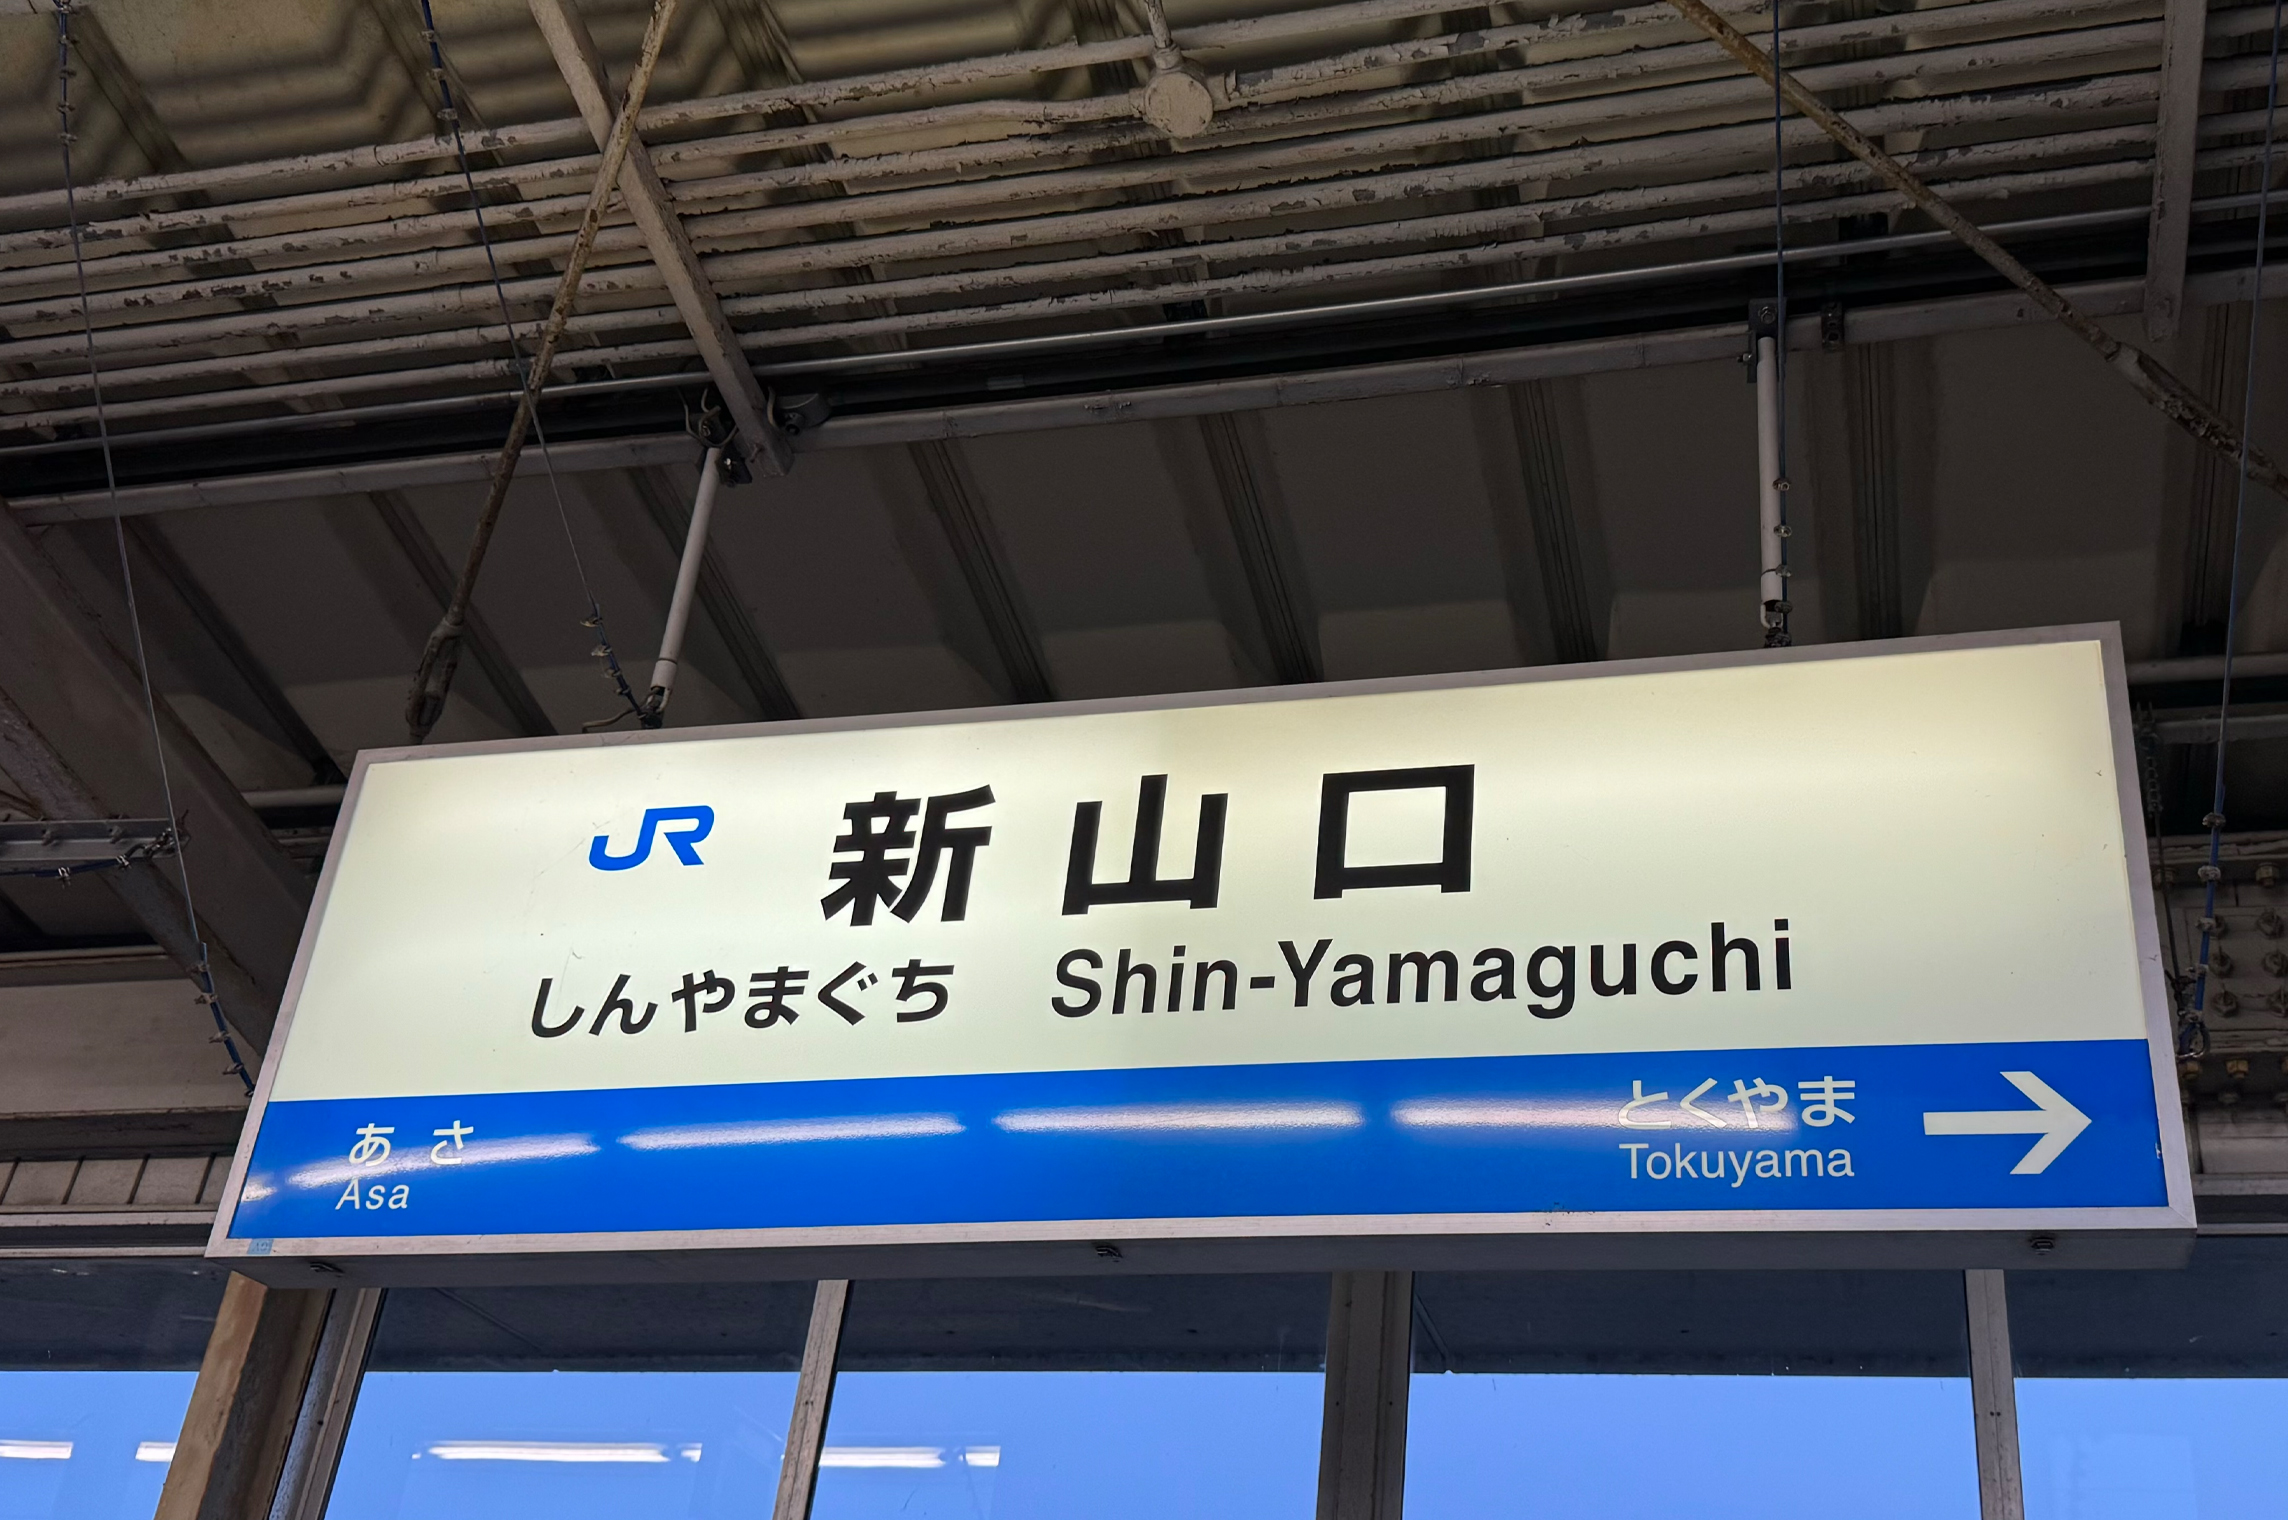 JR 新山口
しんやまぐち Shin-Yamaguchi
あさ とくやま →
Asa Tokuyama